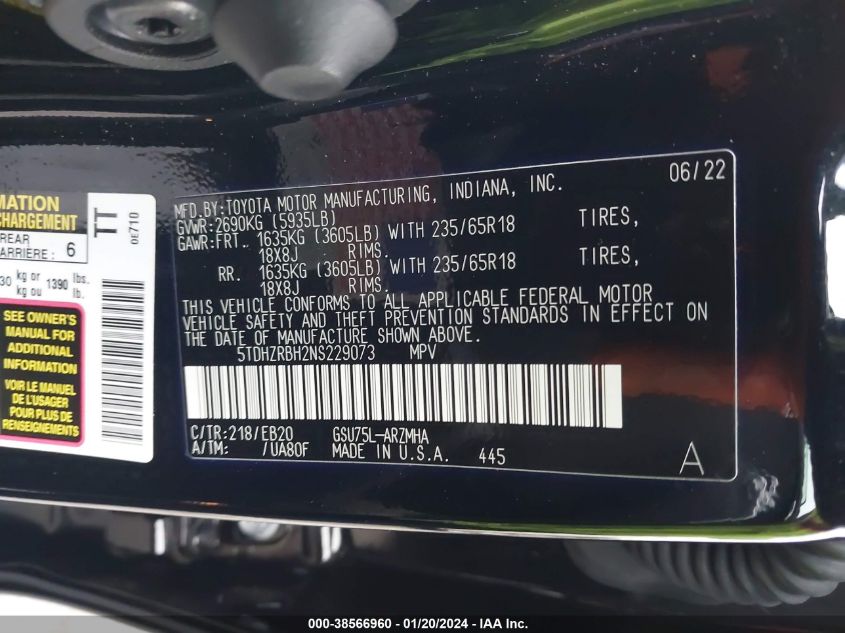 MATION
CHARGEMENT
REAR
ARRIÈRE: 6
30 kg or 1390 lbs.
kg ou lb.
SEE OWNER'S
MANUAL FOR
ADDITIONAL
INFORMATION
VOIR LE MANUEL
DE L'USAGER
POUR PLUS DE
RENSEIGNEMENTS
TT
0E710
06/22
MFD.BY:TOYOTA MOTOR MANUFACTURING, INDIANA, INC.
GVWR:2690KG (5935LB)
GAWR:FRT. 1635KG (3605LB) WITH 235/65R18 TIRES,
18X8J RIMS.
RR. 1635KG (3605LB) WITH 235/65R18 TIRES,
18X8J RIMS.
THIS VEHICLE CONFORMS TO ALL APPLICABLE FEDERAL MOTOR
VEHICLE SAFETY AND THEFT PREVENTION STANDARDS IN EFFECT ON
THE DATE OF MANUFACTURE SHOWN ABOVE.
5TDHZRBH2NS229073 MPV
C/TR:218/EB20 GSU75L-ARZMHA
A/TM: /UA80F MADE IN U.S.A. 445
A
000-38566960 - 01/20/2024 - IAA Inc.